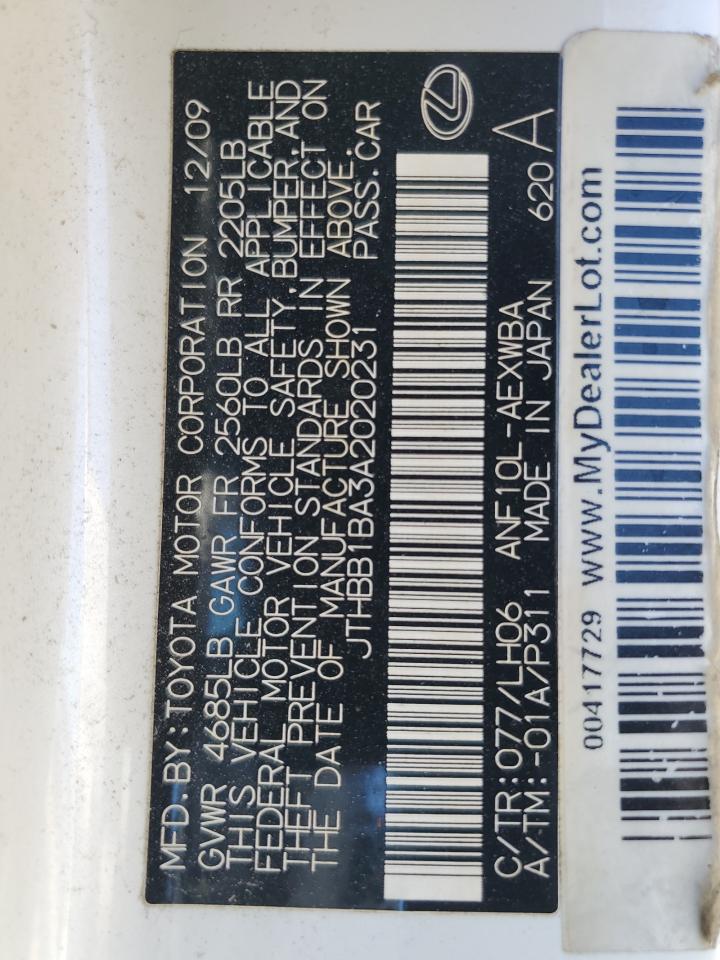 MFD.BY:TOYOTA MOTOR CORPORATION 12/09
GVWR 4685LB GAWR FR 2560LB RR 2205LB
THIS VEHICLE CONFORMS TO ALL APPLICABLE
FEDERAL MOTOR VEHICLE SAFETY,BUMPER,AND
THEFT PREVENTION STANDARDS IN EFFECT ON
THE DATE OF MANUFACTURE SHOWN ABOVE.
JTHBB1BA3A2020231 PASS.CAR
C/TR:077/LH06 ANF10L-AEXWBA
A/TM:-01A/P311 MADE IN JAPAN 620 A
00417729 www.MyDealerLot.com